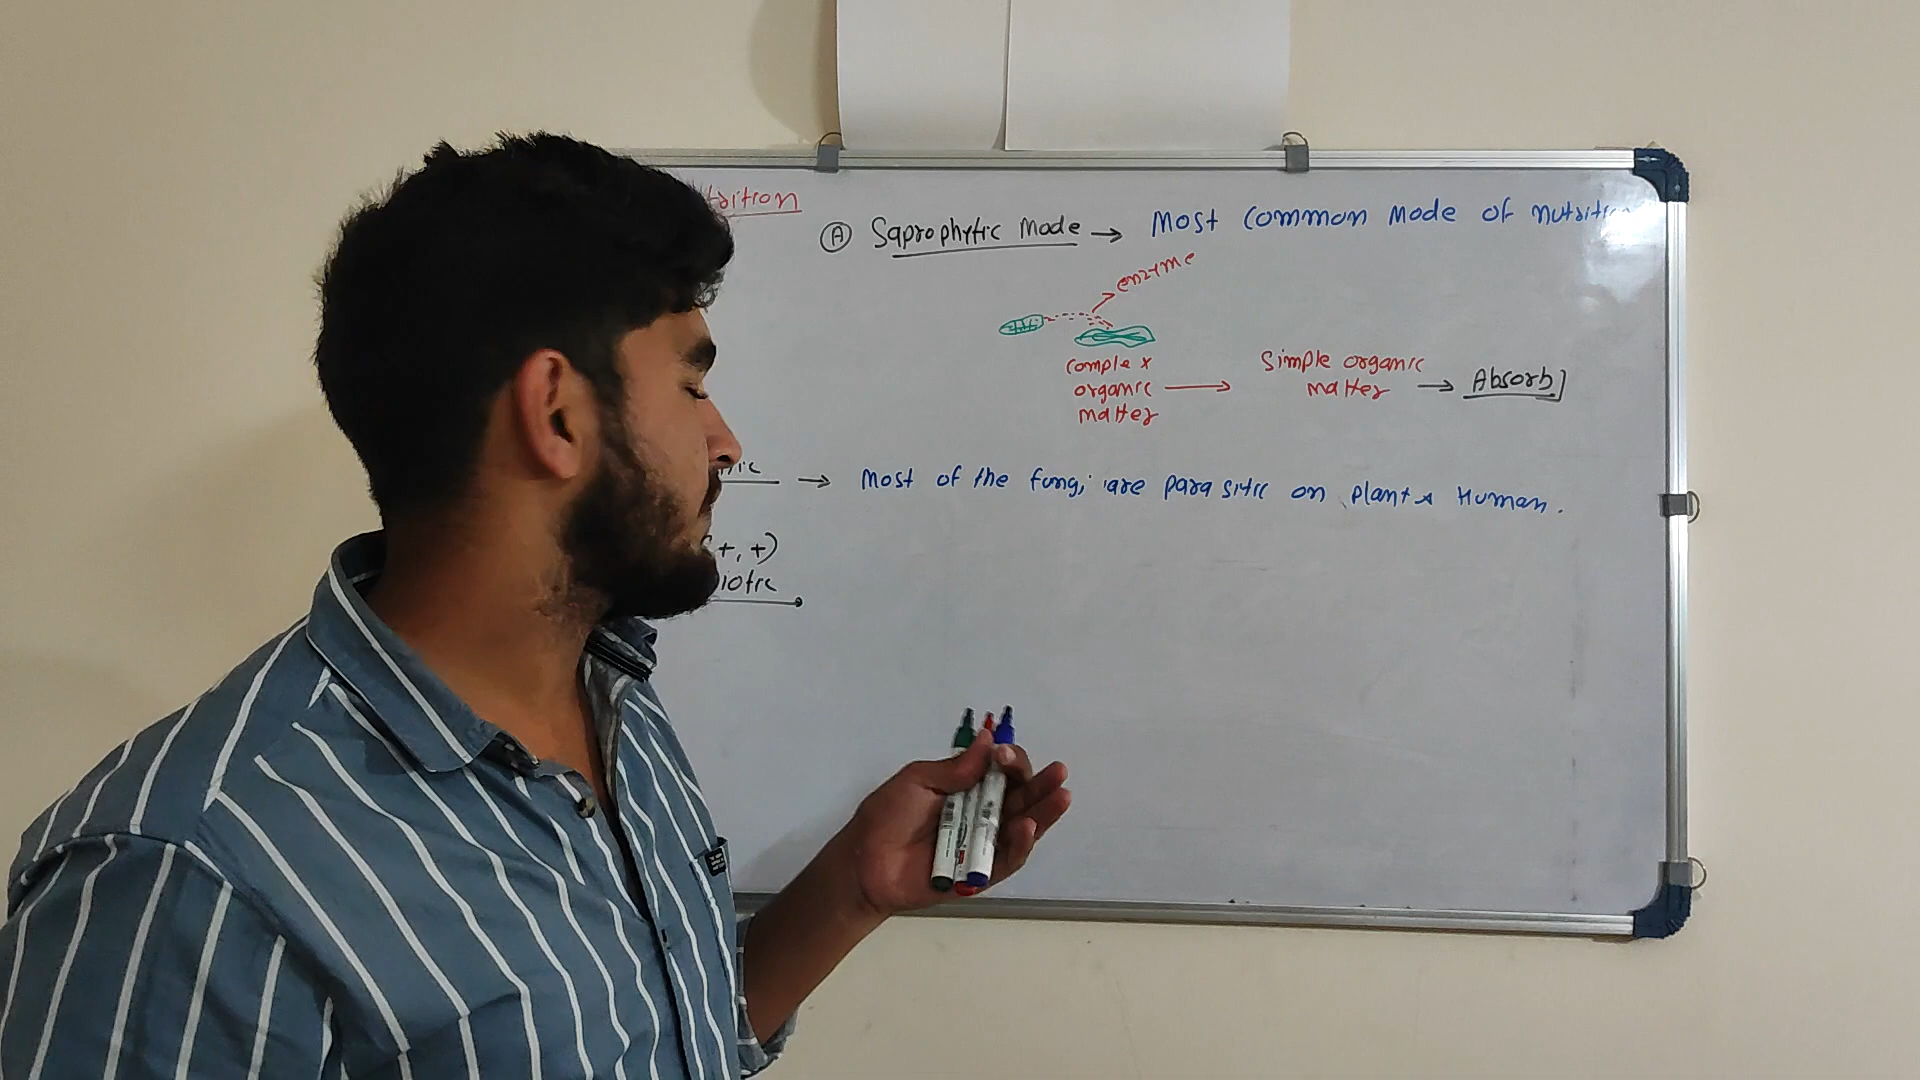 Ⓐ Saprophytic Mode → Most Common Mode of Nutrition
enzyme
Complex
organic
matter
→
Simple organic
matter
→ Absorb]
→ Most of the fungi are parasitic on plant & Human.
(+, +)